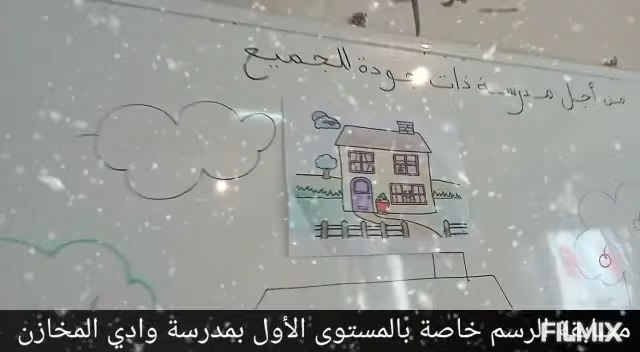 من أجل مدرسة ذات جودة للجميع
الرسم خاصة بالمستوى الأول بمدرسة وادي المخازن
FILMIX